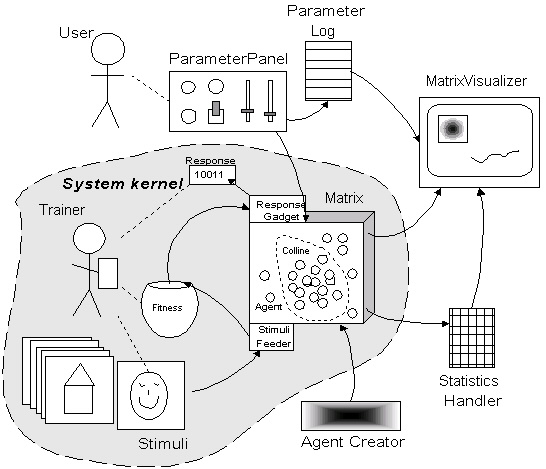 Parameter
Log
User
ParameterPanel
MatrixVisualizer
Response
10011
System kernel
Response
Gadget
Matrix
Trainer
Colline
Agent
Fitness
Stimuli
Feeder
Statistics
Handler
Stimuli
Agent Creator